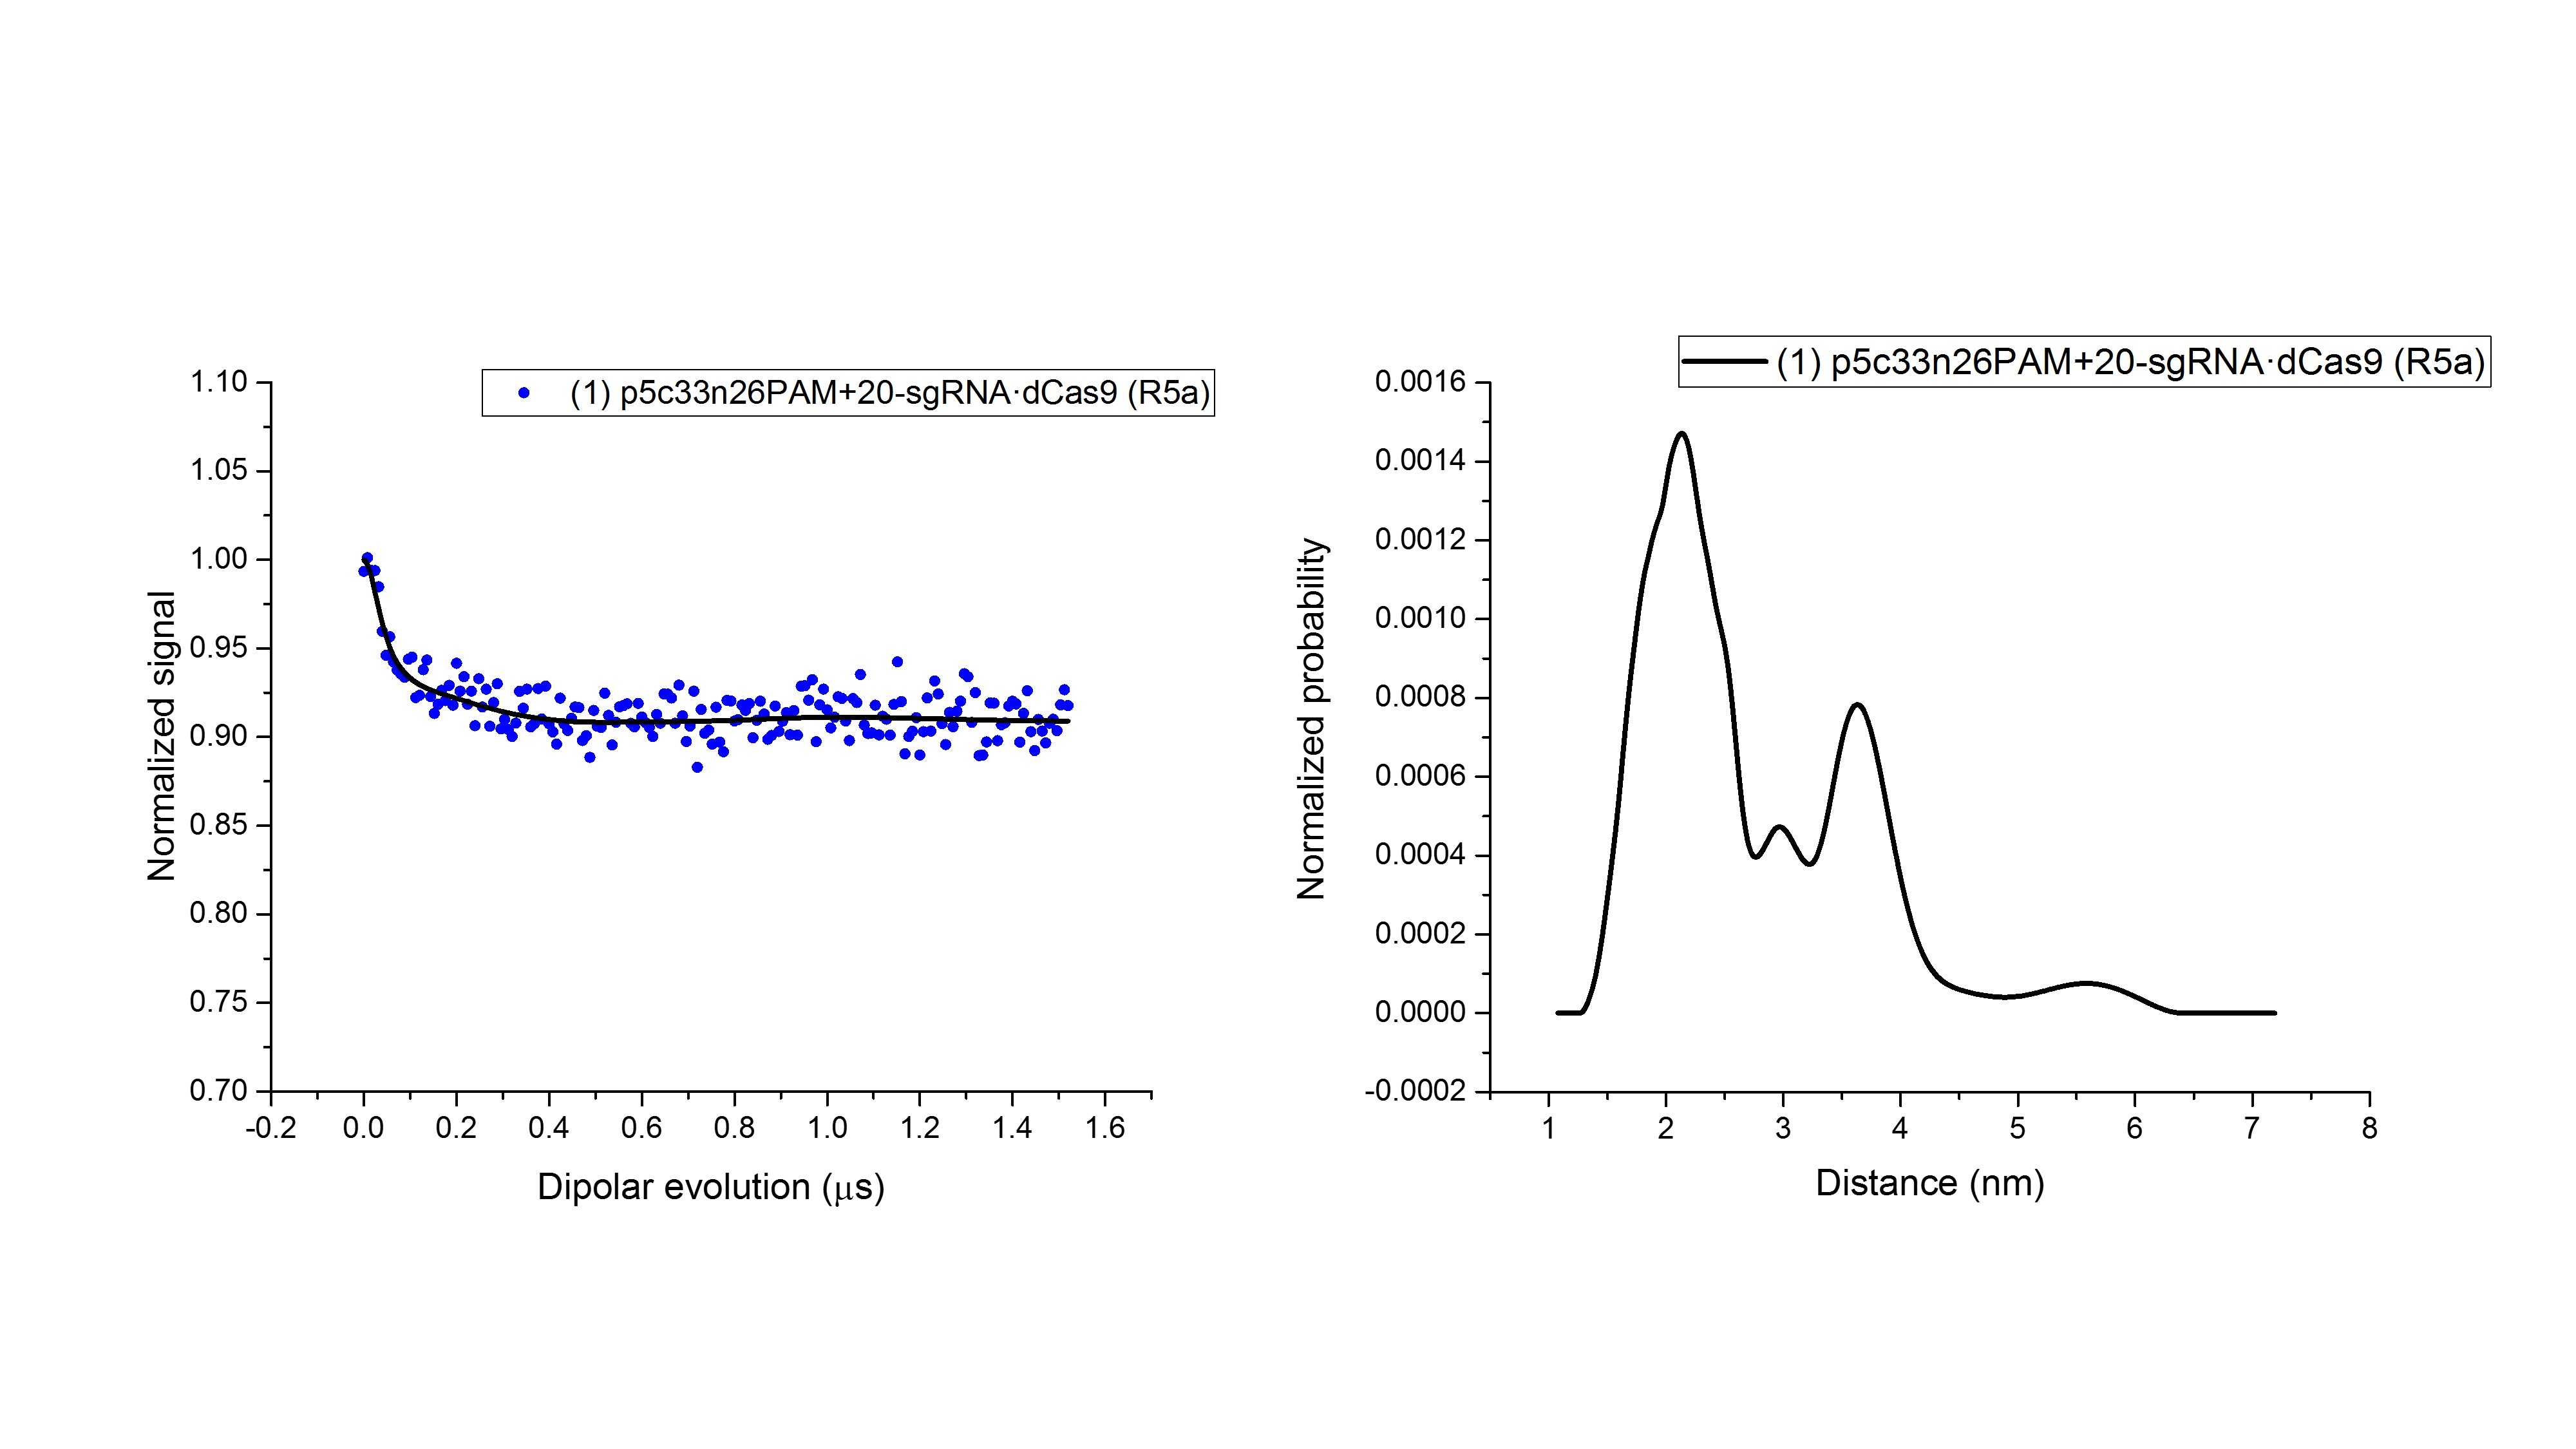 (1) p5c33n26PAM+20-sgRNA·dCas9 (R5a)
1.10
1.05
1.00
0.95
0.90
0.85
0.80
0.75
0.70
Normalized signal
-0.2 0.0 0.2 0.4 0.6 0.8 1.0 1.2 1.4 1.6
Dipolar evolution (μs)
(1) p5c33n26PAM+20-sgRNA·dCas9 (R5a)
0.0016
0.0014
0.0012
0.0010
0.0008
0.0006
0.0004
0.0002
0.0000
-0.0002
Normalized probability
1 2 3 4 5 6 7 8
Distance (nm)